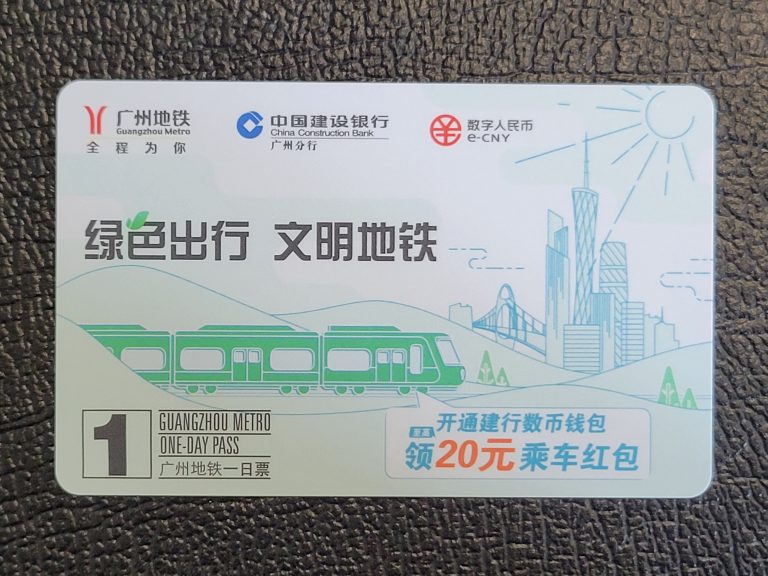 广州地铁
Guangzhou Metro
全程为你
中国建设银行
China Construction Bank
广州分行
数字人民币
e-CNY
绿色出行 文明地铁
1
GUANGZHOU METRO
ONE-DAY PASS
广州地铁一日票
开通建行数币钱包
至高
领20元乘车红包